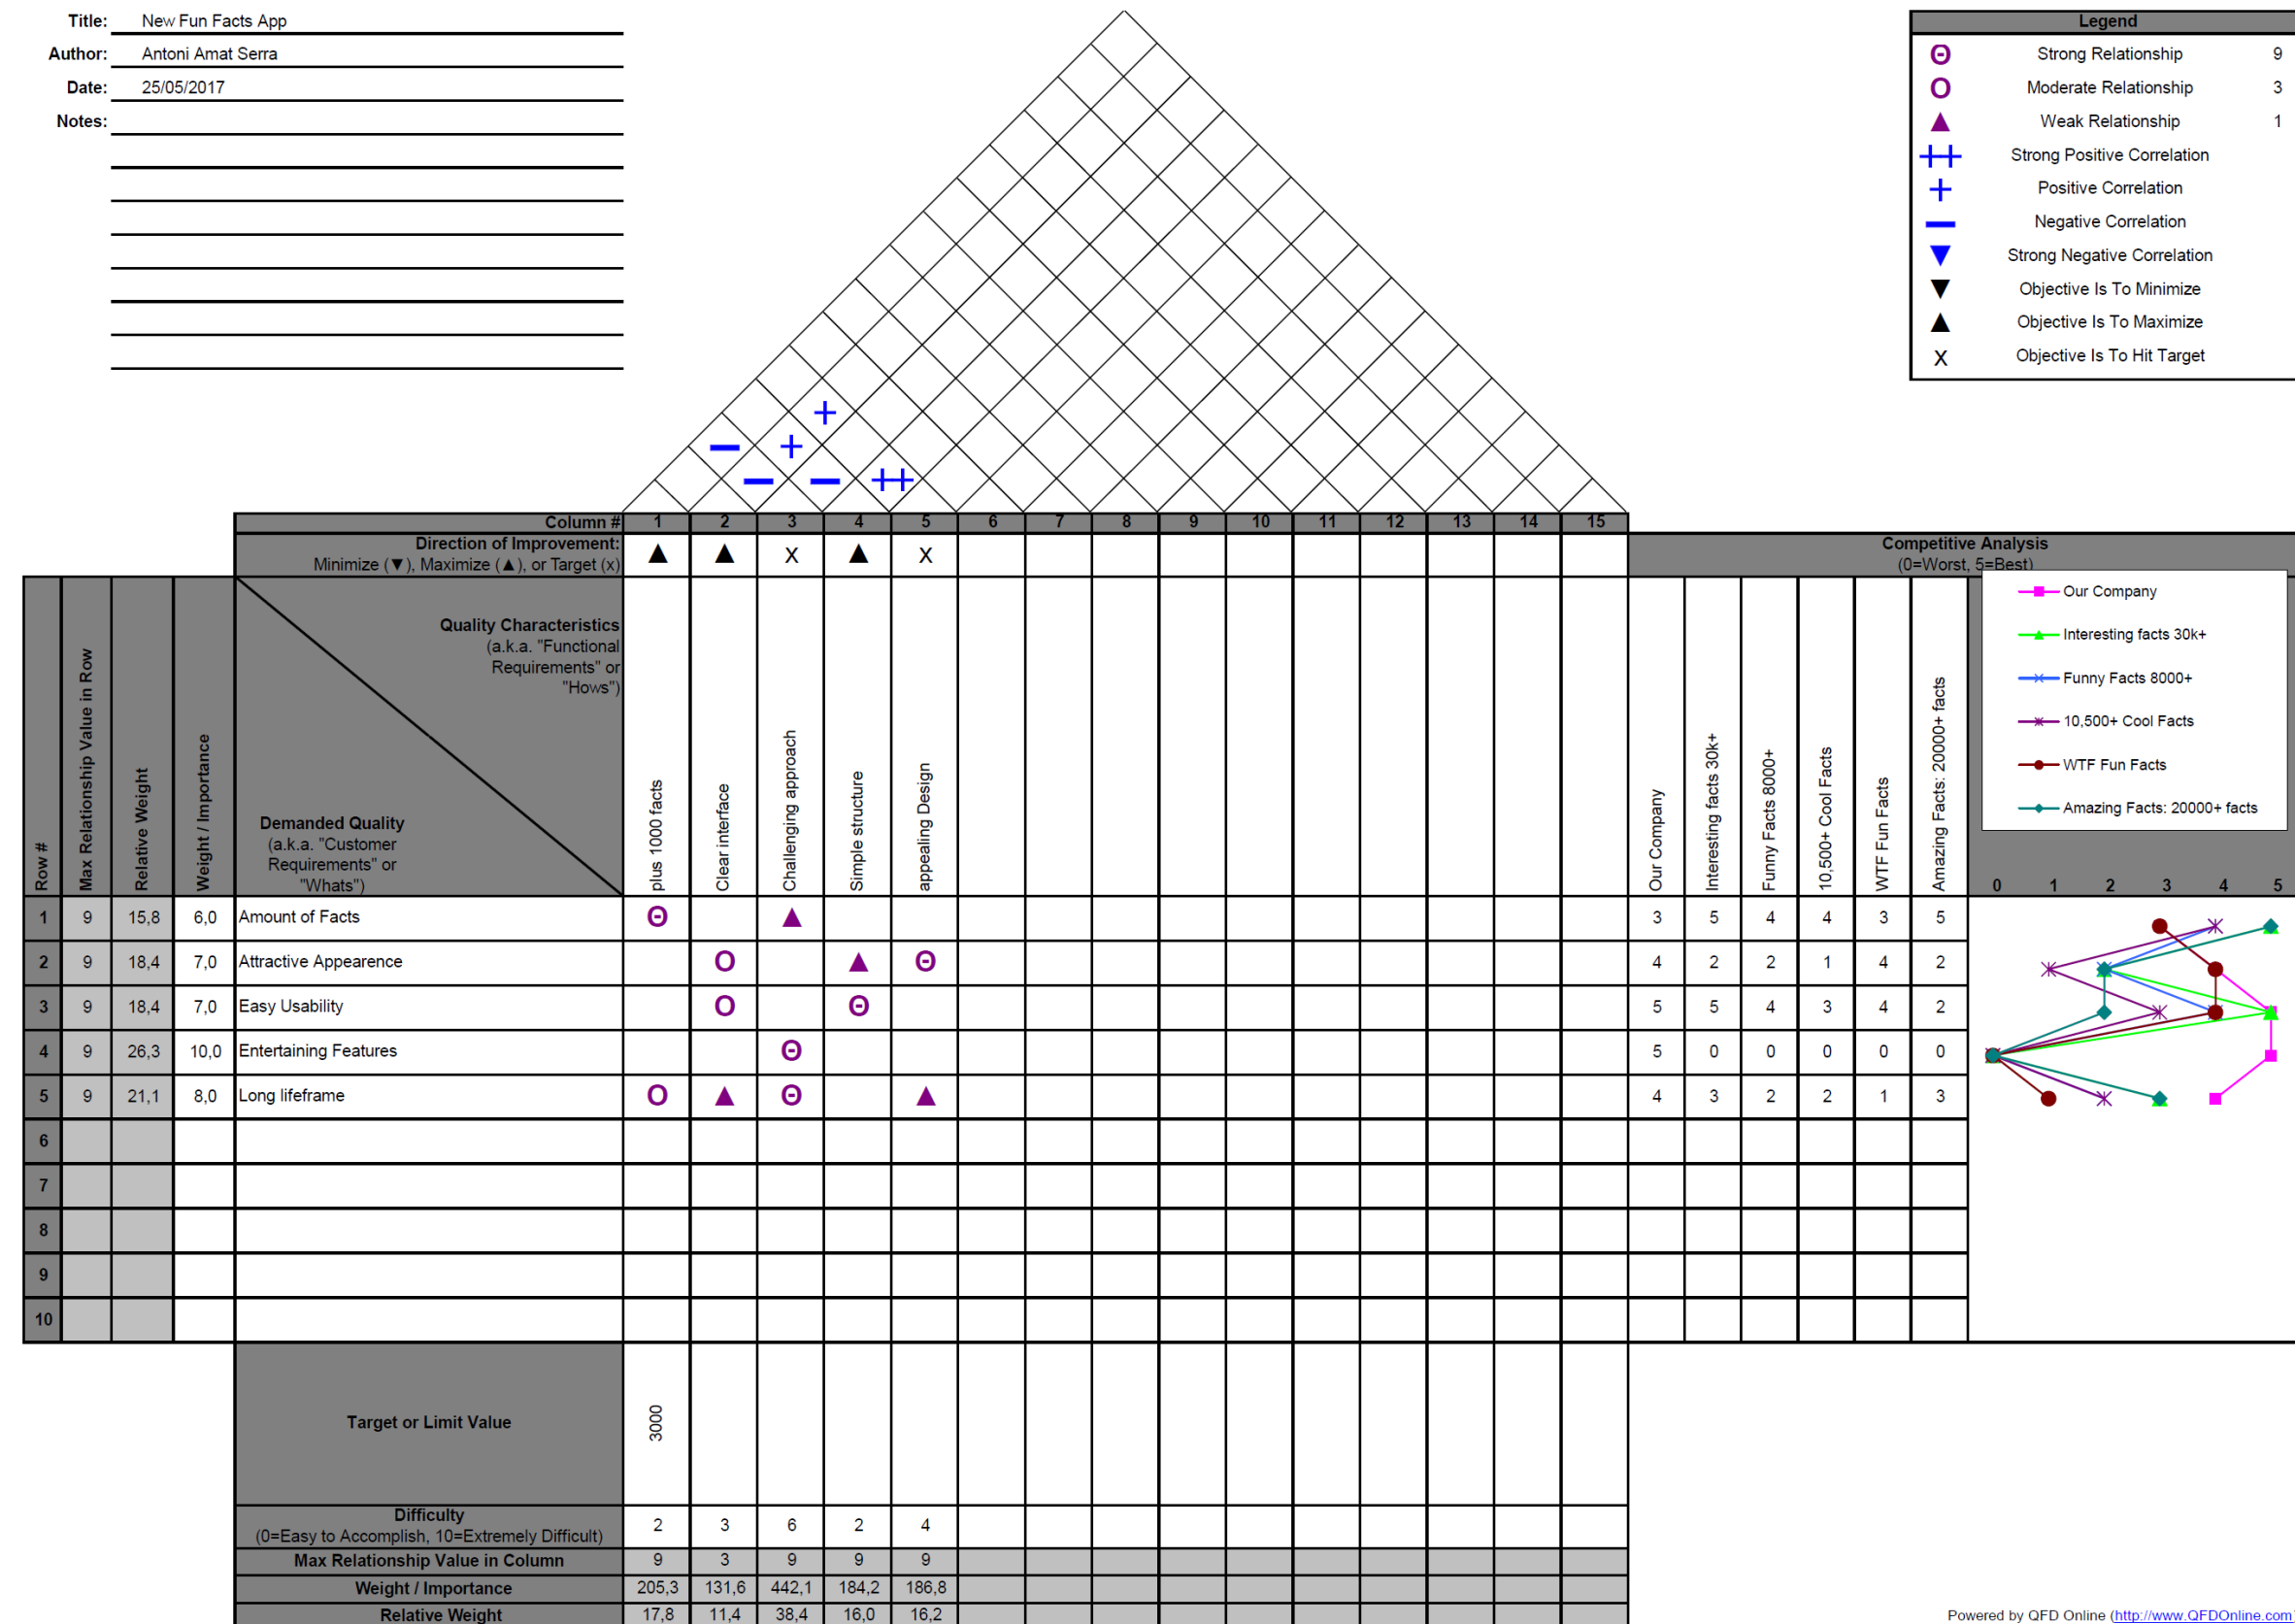 Title: New Fun Facts App
Author: Antoni Amat Serra
Date: 25/05/2017
Notes:
Legend
Θ Strong Relationship 9
Ο Moderate Relationship 3
▲ Weak Relationship 1
┼┼ Strong Positive Correlation
┼ Positive Correlation
▬ Negative Correlation
▼ Strong Negative Correlation
▼ Objective Is To Minimize
▲ Objective Is To Maximize
x Objective Is To Hit Target
┼
▬ ┼
▬ ▬ ┼┼
Column # 1 2 3 4 5 6 7 8 9 10 11 12 13 14 15
Direction of Improvement:
Minimize (▼), Maximize (▲), or Target (x)
▲ ▲ x ▲ x
Competitive Analysis
(0=Worst, 5=Best)
Row #
Max Relationship Value in Row
Relative Weight
Weight / Importance
Quality Characteristics
(a.k.a. "Functional
Requirements" or
"Hows")
Demanded Quality
(a.k.a. "Customer
Requirements" or
"Whats")
plus 1000 facts
Clear interface
Challenging approach
Simple structure
appealing Design
Our Company
Interesting facts 30k+
Funny Facts 8000+
10,500+ Cool Facts
WTF Fun Facts
Amazing Facts: 20000+ facts
Our Company
Interesting facts 30k+
Funny Facts 8000+
10,500+ Cool Facts
WTF Fun Facts
Amazing Facts: 20000+ facts
0 1 2 3 4 5
1 9 15,8 6,0 Amount of Facts Θ ▲ 3 5 4 4 3 5
2 9 18,4 7,0 Attractive Appearence Ο ▲ Θ 4 2 2 1 4 2
3 9 18,4 7,0 Easy Usability Ο Θ 5 5 4 3 4 2
4 9 26,3 10,0 Entertaining Features Θ 5 0 0 0 0 0
5 9 21,1 8,0 Long lifeframe Ο ▲ Θ ▲ 4 3 2 2 1 3
6
7
8
9
10
Target or Limit Value 3000
Difficulty
(0=Easy to Accomplish, 10=Extremely Difficult)
2 3 6 2 4
Max Relationship Value in Column 9 3 9 9 9
Weight / Importance 205,3 131,6 442,1 184,2 186,8
Relative Weight 17,8 11,4 38,4 16,0 16,2
Powered by QFD Online (http://www.QFDOnline.com)